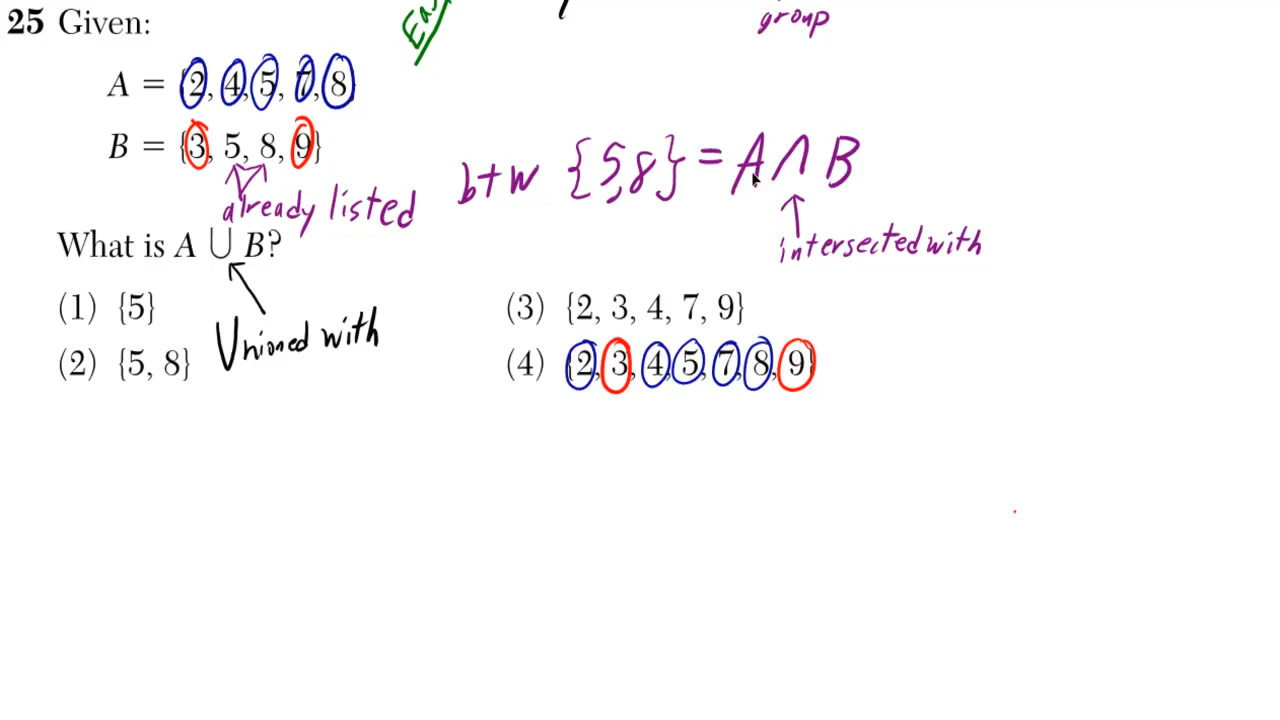 25 Given:
Eas
group
A = {2, 4, 5, 7, 8}
B = {3, 5, 8, 9}
btw {5,8} = A ∩ B
already listed
intersected with
What is A ∪ B?
Unioned with
(1) {5}
(3) {2, 3, 4, 7, 9}
(2) {5, 8}
(4) {2, 3, 4, 5, 7, 8, 9}